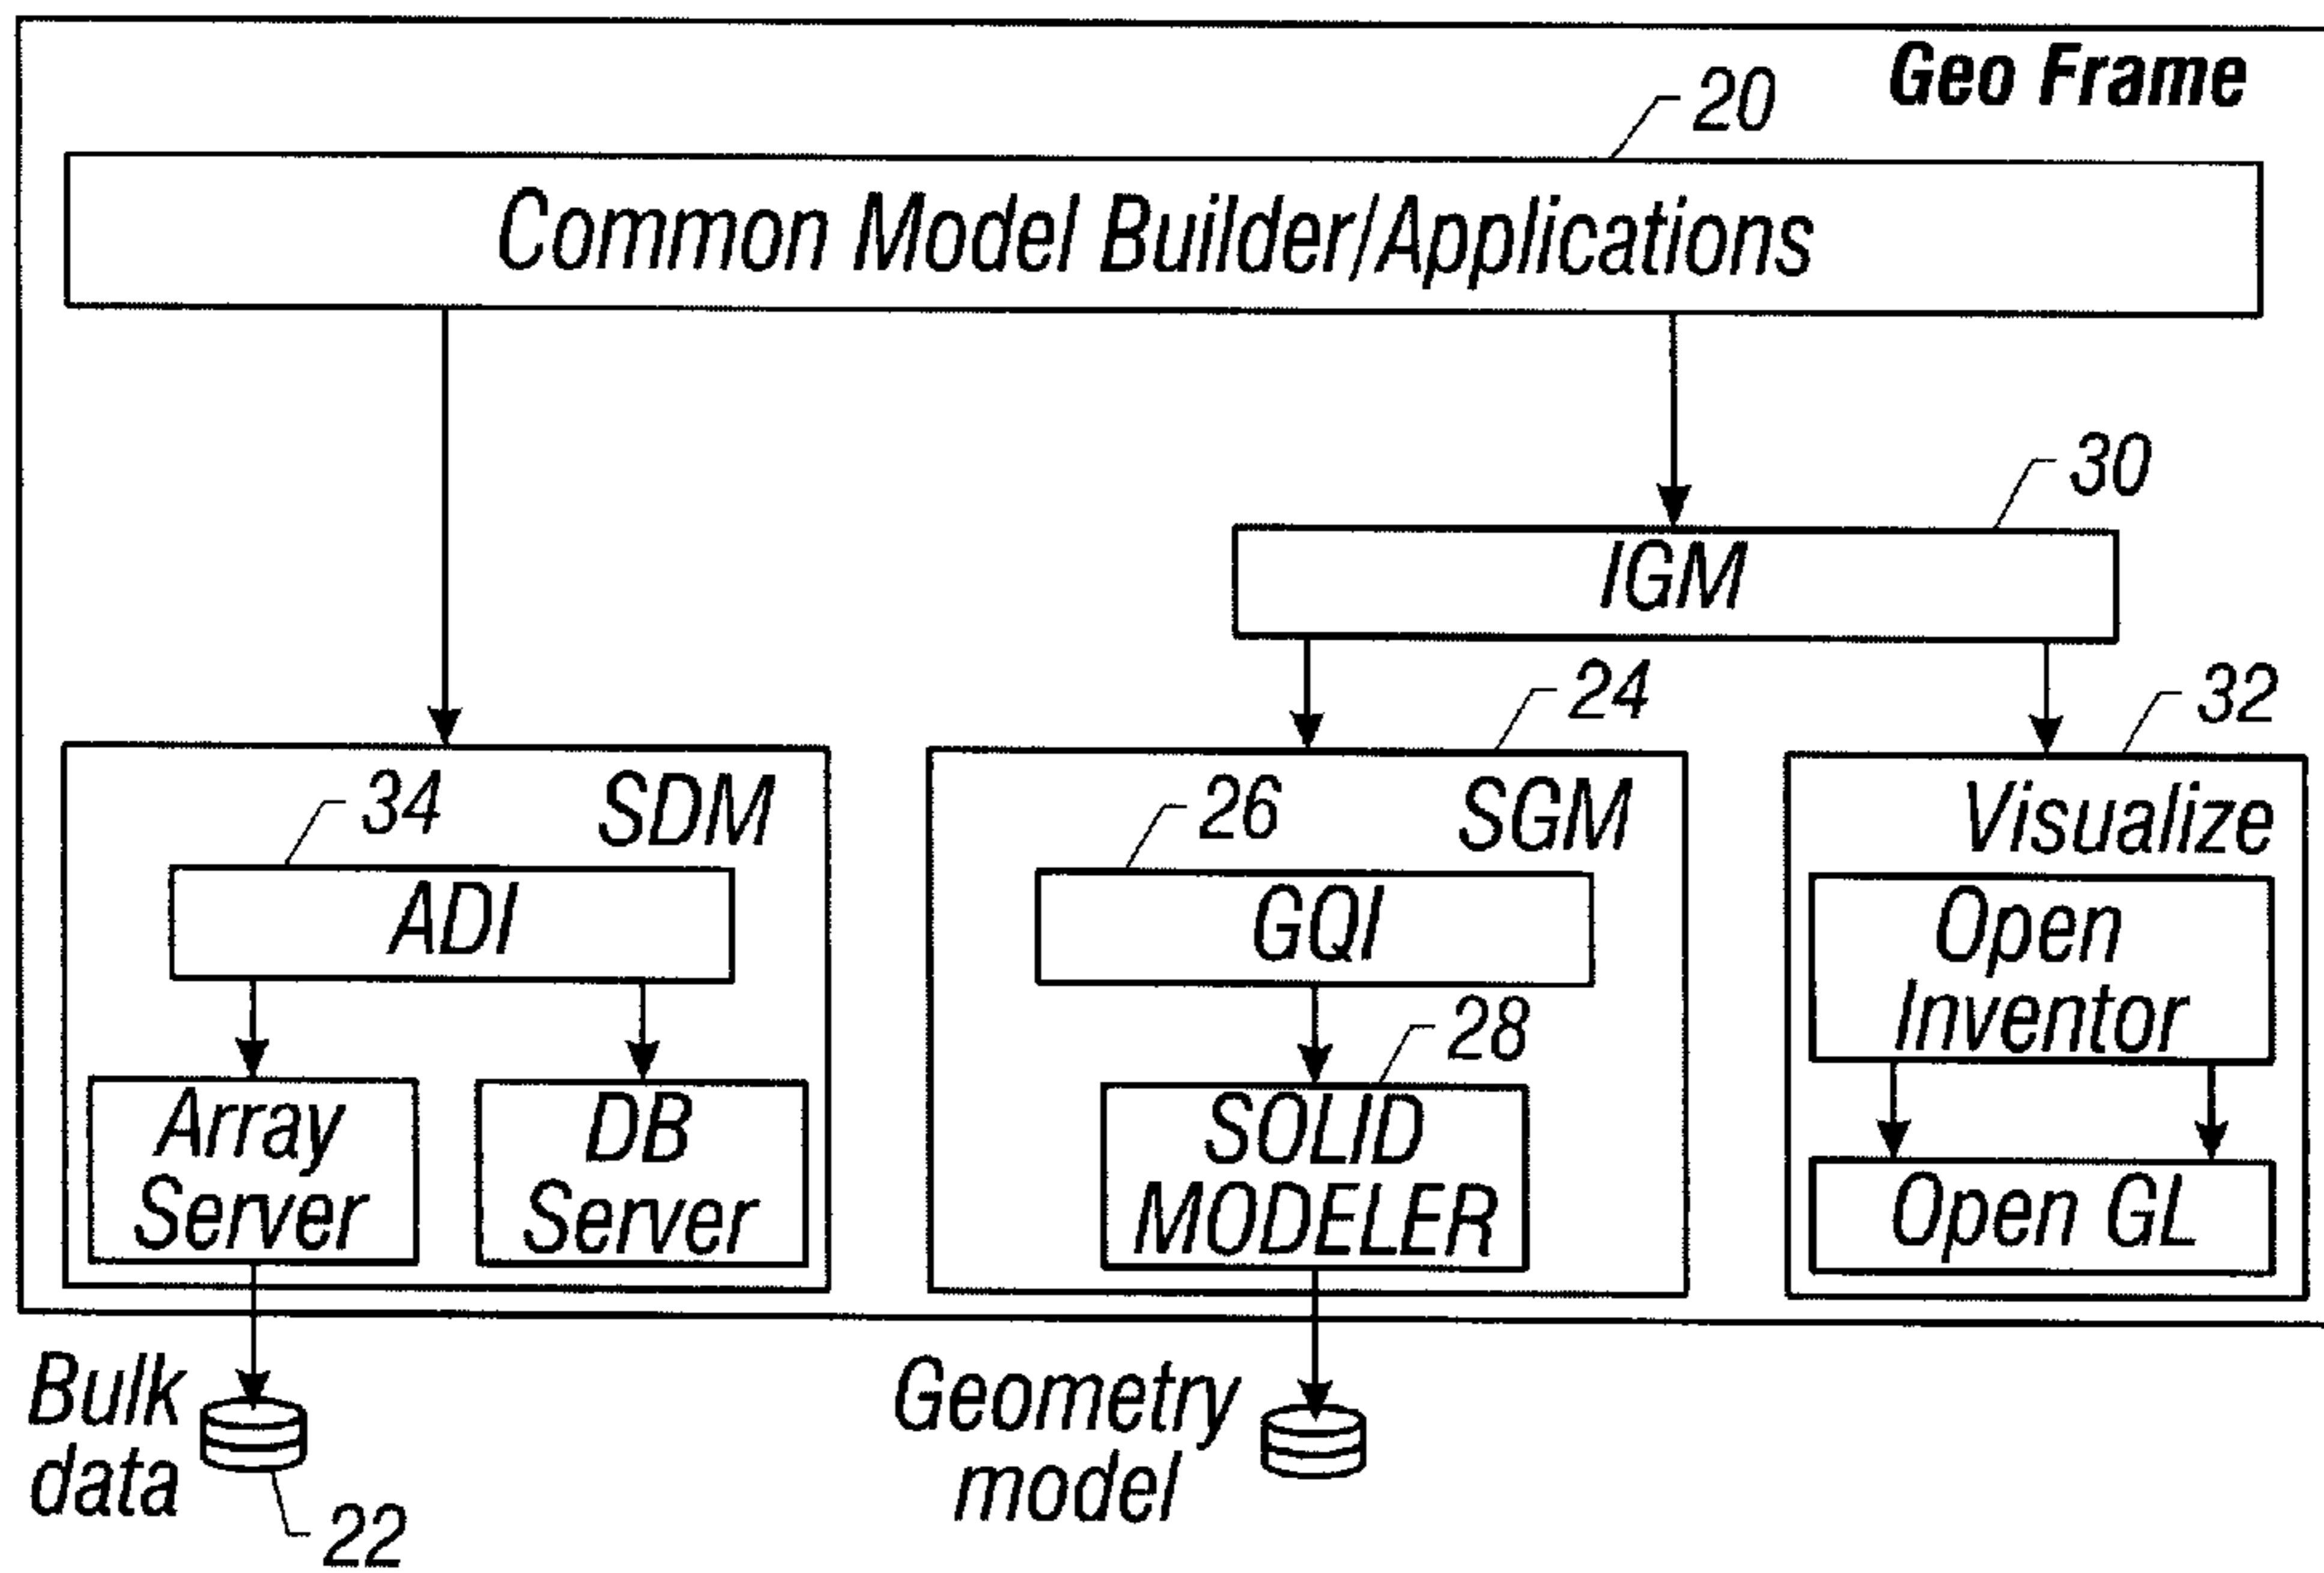 Geo Frame
20
Common Model Builder/Applications
30
IGM
24
32
34
SDM
26
SGM
Visualize
ADI
GQI
Open
Inventor
28
Array
Server
DB
Server
SOLID
MODELER
Open GL
Bulk
data
Geometry
model
22